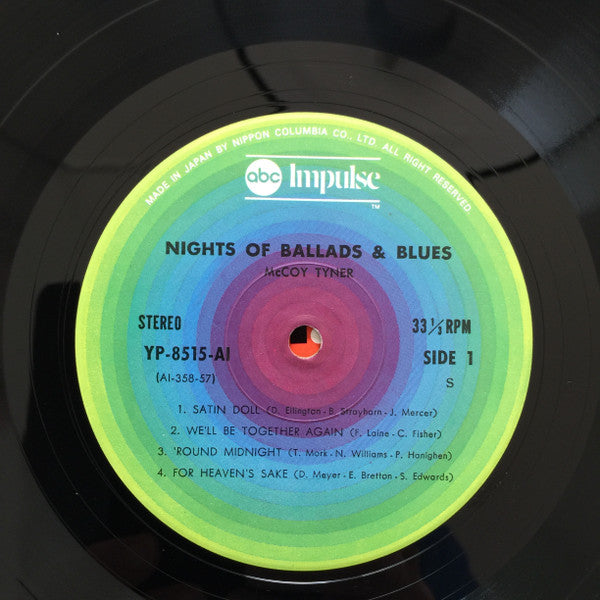 MADE IN JAPAN BY NIPPON COLUMBIA CO., LTD. ALL RIGHT RESERVED.
abc Impulse
TM
NIGHTS OF BALLADS & BLUES
McCOY TYNER
STEREO
33 1/3 RPM
YP-8515-AI
SIDE 1
(AI-358-57)
S
1. SATIN DOLL (D. Ellington - B. Strayhorn - J. Mercer)
2. WE'LL BE TOGETHER AGAIN (F. Laine - C. Fisher)
3. 'ROUND MIDNIGHT (T. Mork - N. Williams - P. Honighen)
4. FOR HEAVEN'S SAKE (D. Meyer - E. Bretton - S. Edwards)